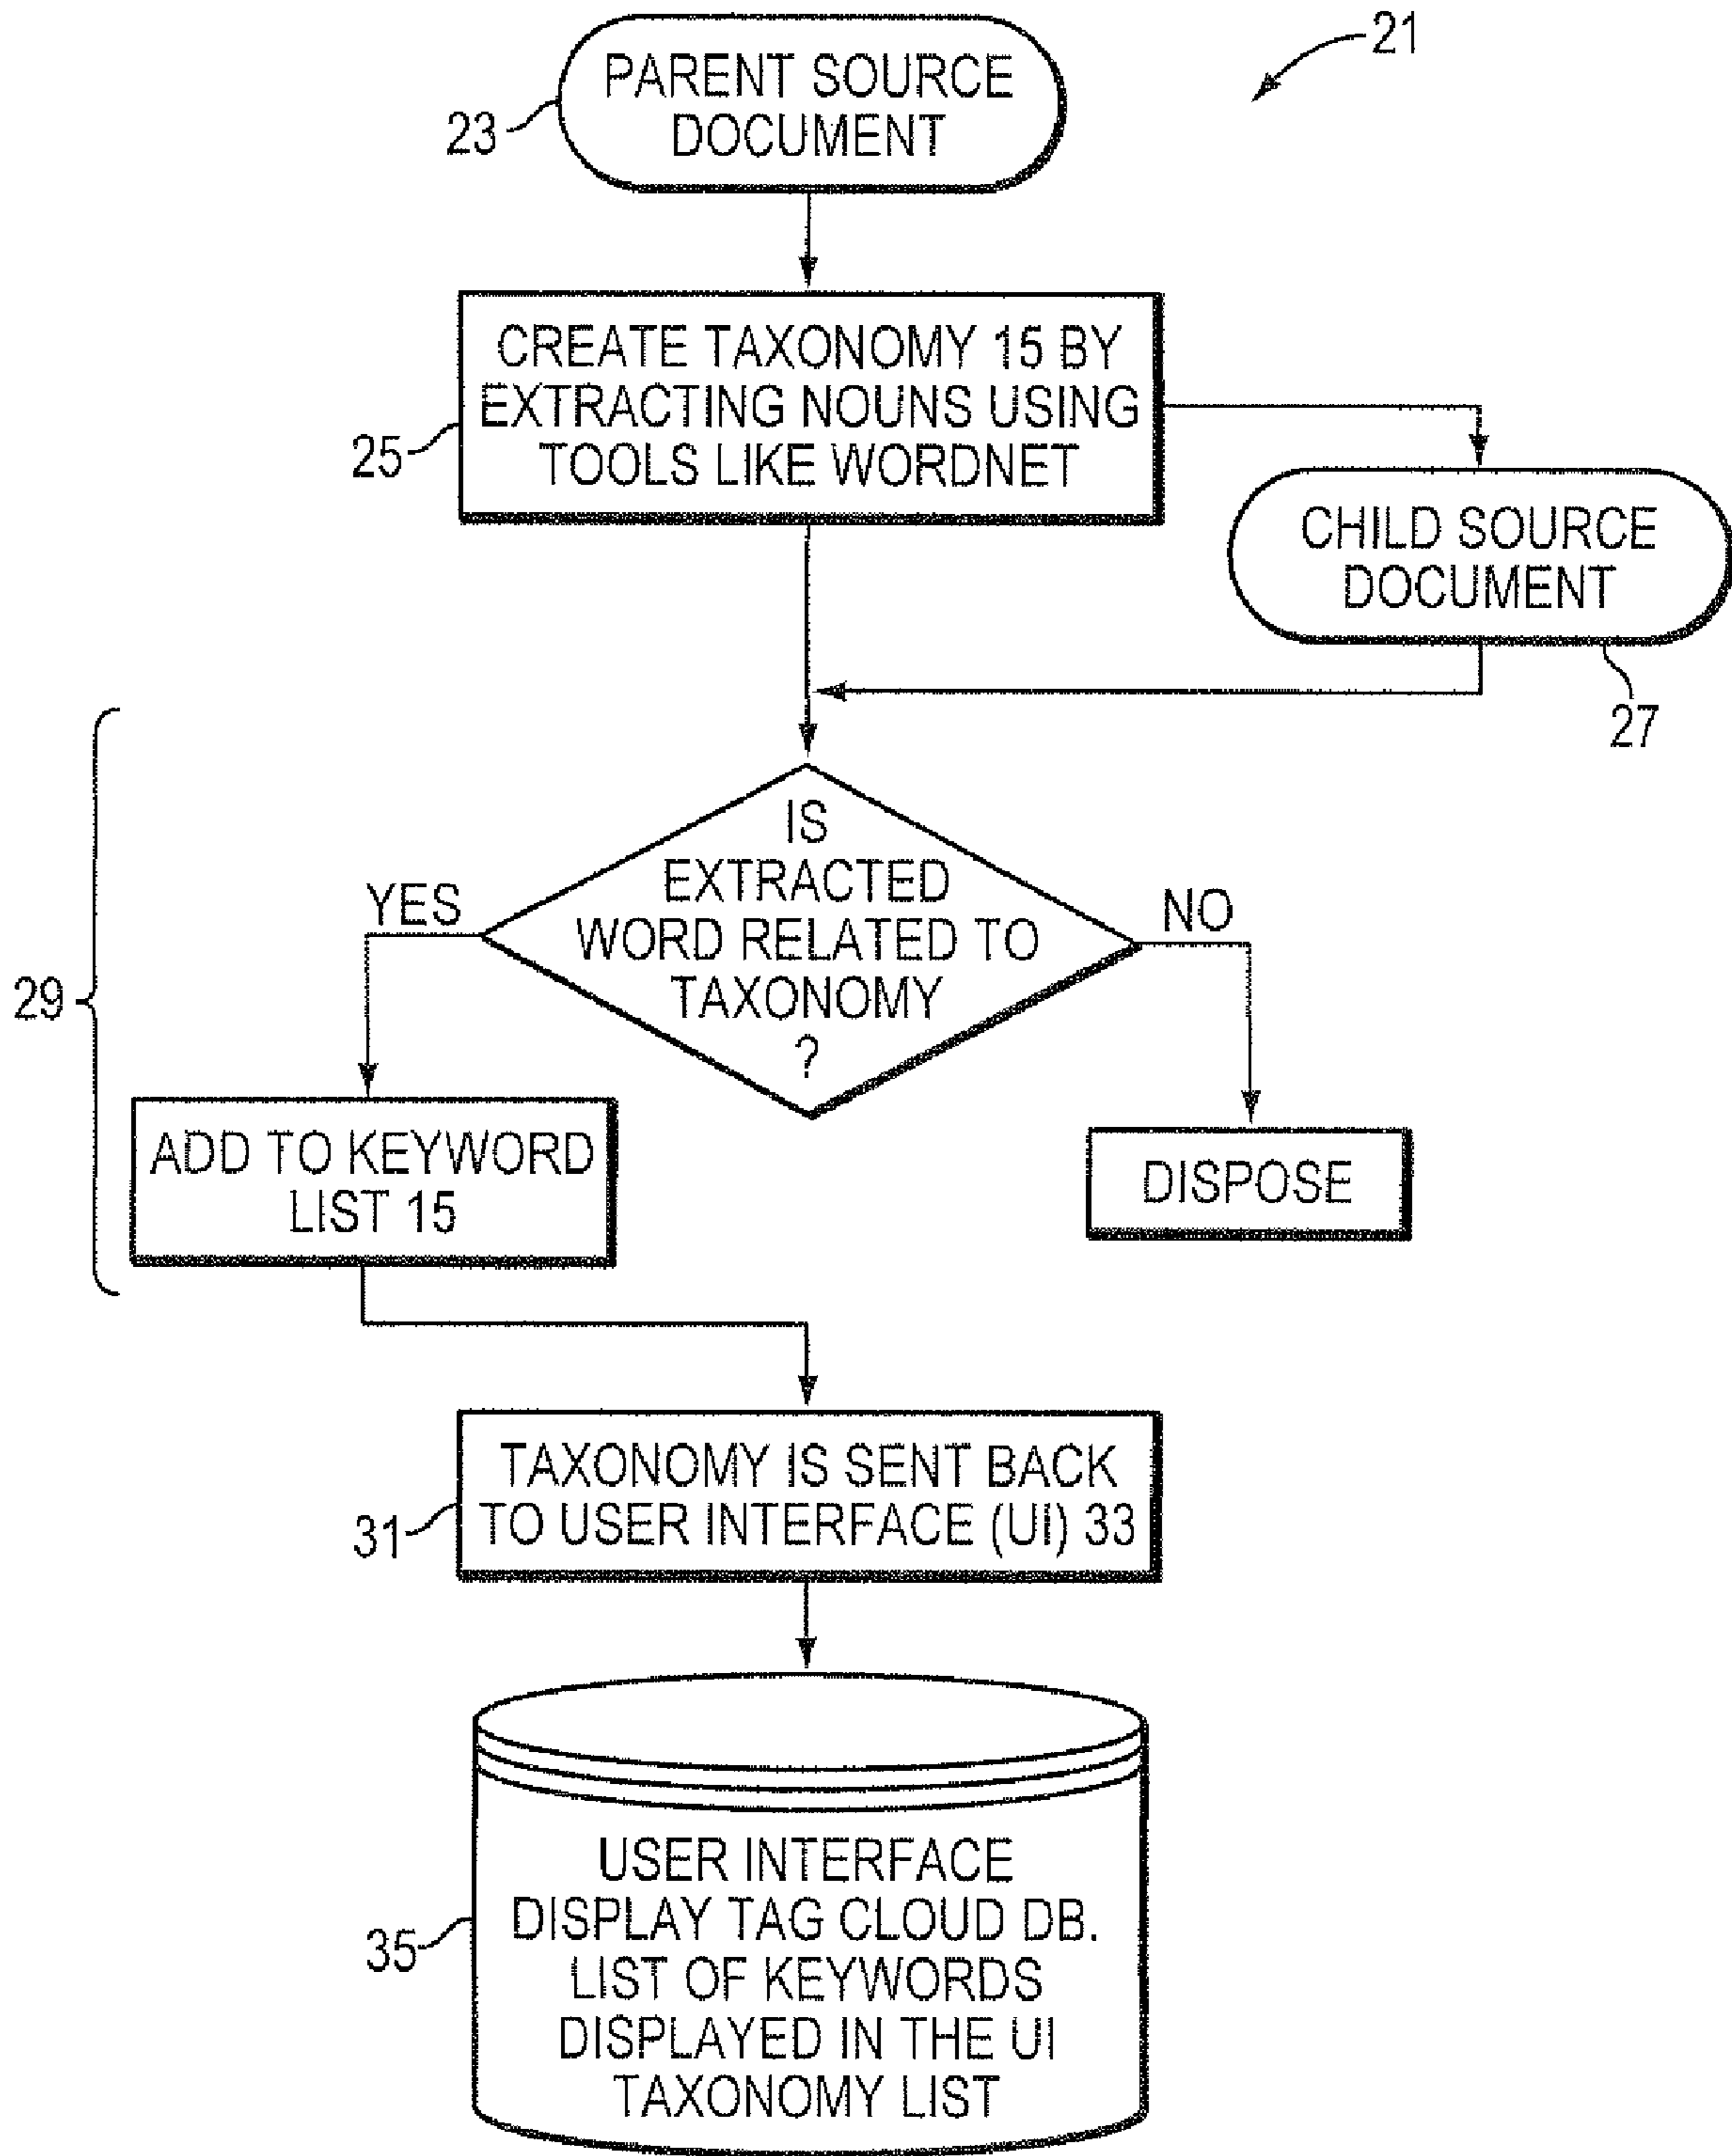 21
PARENT SOURCE
DOCUMENT
23
CREATE TAXONOMY 15 BY
EXTRACTING NOUNS USING
TOOLS LIKE WORDNET
25
CHILD SOURCE
DOCUMENT
27
IS
EXTRACTED
WORD RELATED TO
TAXONOMY
?
YES
NO
29
ADD TO KEYWORD
LIST 15
DISPOSE
TAXONOMY IS SENT BACK
TO USER INTERFACE (UI) 33
31
USER INTERFACE
DISPLAY TAG CLOUD DB.
LIST OF KEYWORDS
DISPLAYED IN THE UI
TAXONOMY LIST
35